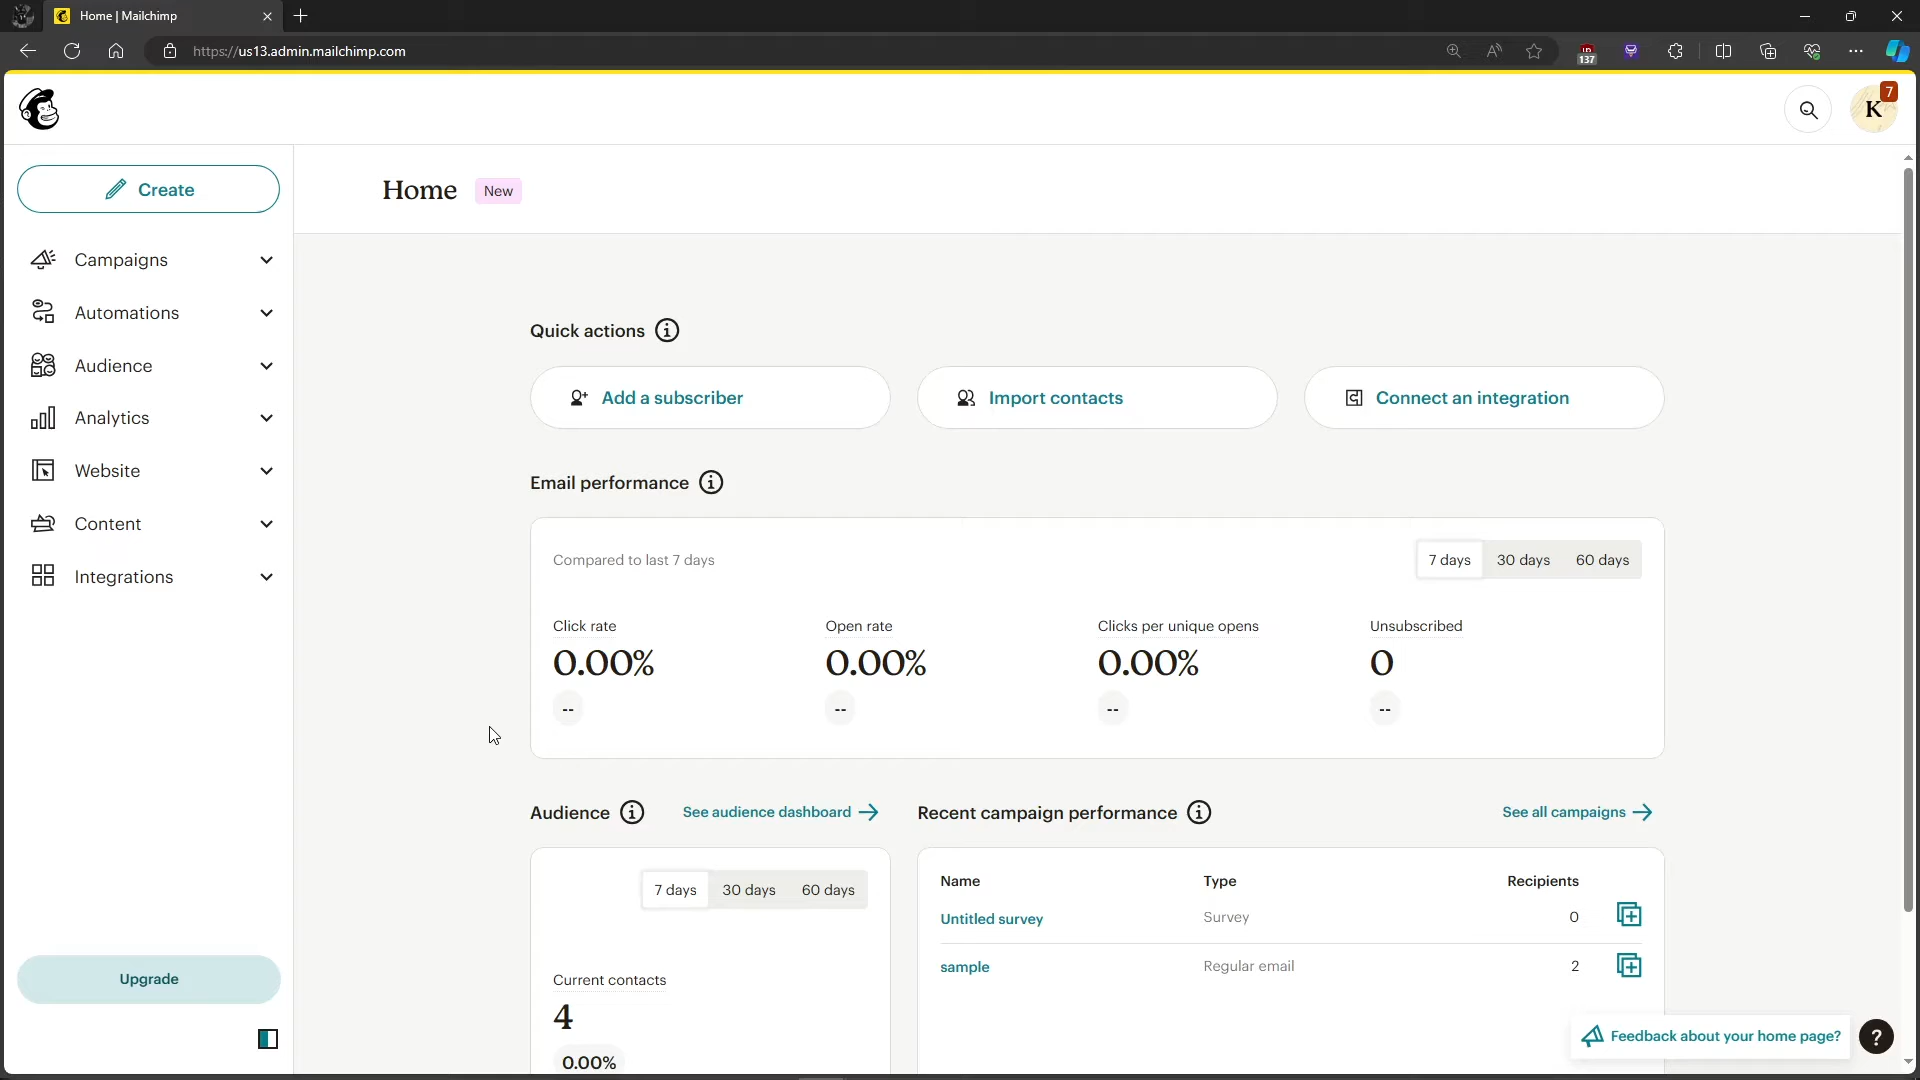 Home | Mailchimp
https://us13.admin.mailchimp.com
137
K
7
Create
Home
New
Campaigns
Automations
Audience
Analytics
Website
Content
Integrations
Quick actions
Add a subscriber
Import contacts
Connect an integration
Email performance
Compared to last 7 days
7 days 30 days 60 days
Click rate
Open rate
Clicks per unique opens
Unsubscribed
0.00%
0.00%
0.00%
0
--
--
--
--
Audience
See audience dashboard
Recent campaign performance
See all campaigns
7 days 30 days 60 days
Name Type Recipients
Untitled survey Survey 0
sample Regular email 2
Current contacts
4
0.00%
Upgrade
Feedback about your home page?
?